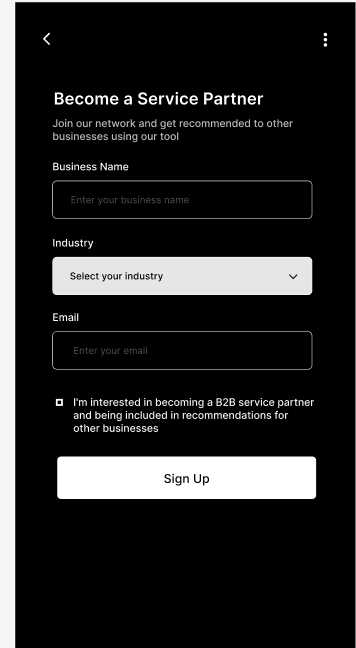 Become a Service Partner
Join our network and get recommended to other
businesses using our tool
Business Name
Enter your business name
Industry
Select your industry
Email
Enter your email
I'm interested in becoming a B2B service partner
and being included in recommendations for
other businesses
Sign Up